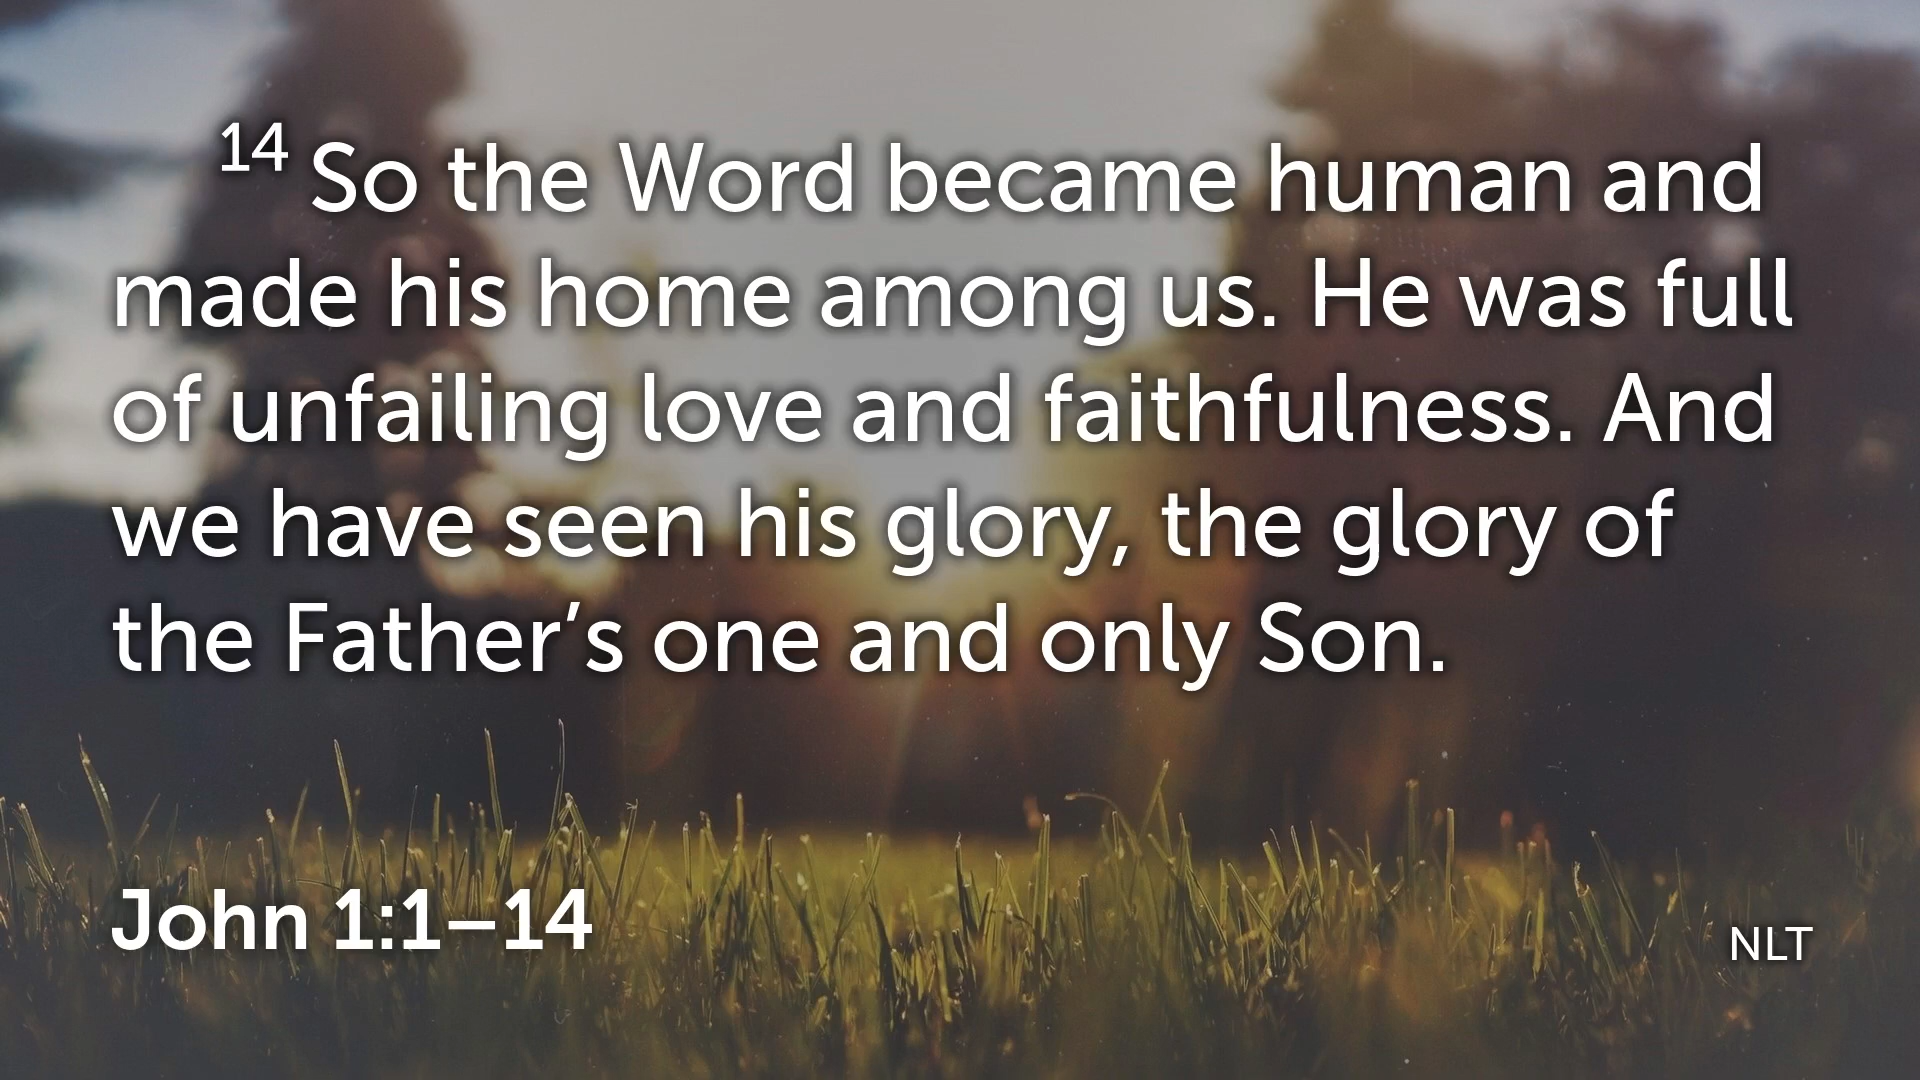 14 So the Word became human and
made his home among us. He was full
of unfailing love and faithfulness. And
we have seen his glory, the glory of
the Father’s one and only Son.
John 1:1–14
NLT